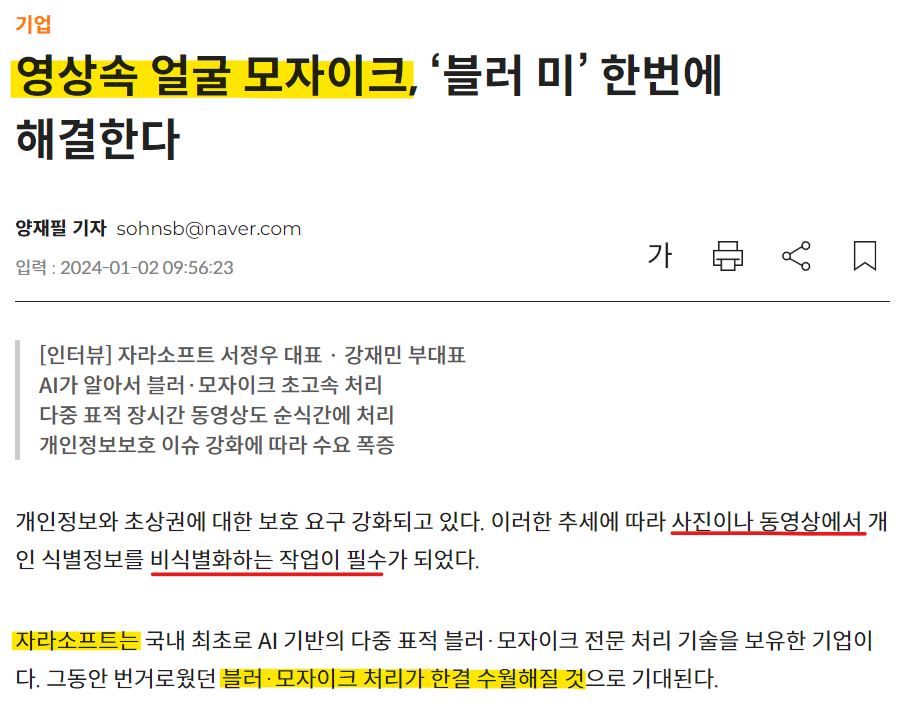 기업
영상속 얼굴 모자이크, ‘블러 미’ 한번에
해결한다
양재필 기자 sohnsb@naver.com
입력 : 2024-01-02 09:56:23
가
[인터뷰] 자라소프트 서정우 대표 · 강재민 부대표
AI가 알아서 블러·모자이크 초고속 처리
다중 표적 장시간 동영상도 순식간에 처리
개인정보보호 이슈 강화에 따라 수요 폭증
개인정보와 초상권에 대한 보호 요구 강화되고 있다. 이러한 추세에 따라 사진이나 동영상에서 개
인 식별정보를 비식별화하는 작업이 필수가 되었다.
자라소프트는 국내 최초로 AI 기반의 다중 표적 블러·모자이크 전문 처리 기술을 보유한 기업이
다. 그동안 번거로웠던 블러·모자이크 처리가 한결 수월해질 것으로 기대된다.